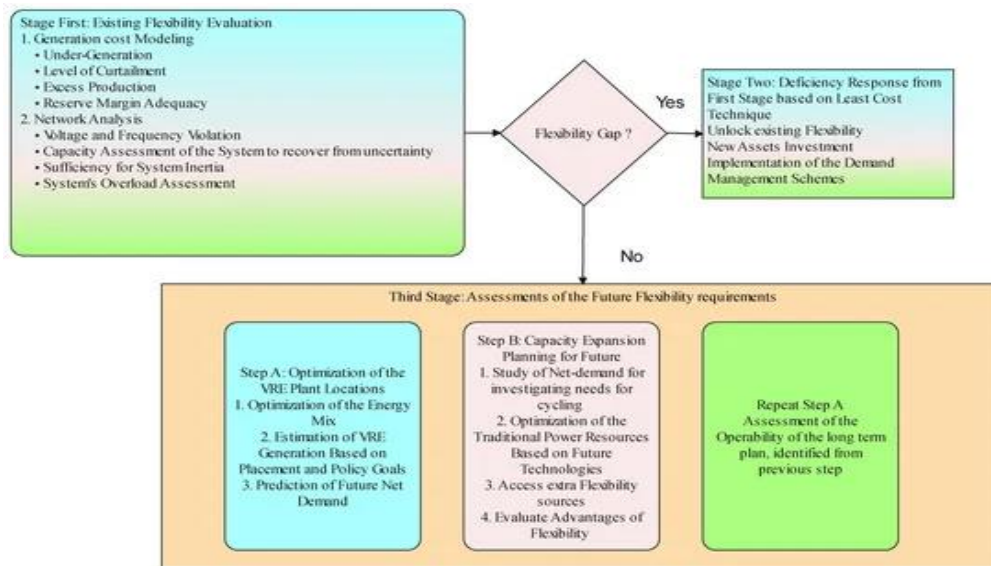 Stage First: Existing Flexibility Evaluation
1. Generation cost Modeling
• Under-Generation
• Level of Curtailment
• Excess Production
• Reserve Margin Adequacy
2. Network Analysis
• Voltage and Frequency Violation
• Capacity Assessment of the System to recover from uncertainty
• Sufficiency for System Inertia
• System's Overload Assessment
Flexibility Gap ?
Yes
Stage Two: Deficiency Response from
First Stage based on Least Cost
Technique
Unlock existing Flexibility
New Assets Investment
Implementation of the Demand
Management Schemes
No
Third Stage: Assessments of the Future Flexibility requirements
Step A: Optimization of the
VRE Plant Locations
1. Optimization of the Energy
Mix
2. Estimation of VRE
Generation Based on
Placement and Policy Goals
3. Prediction of Future Net
Demand
Step B: Capacity Expansion
Planning for Future
1. Study of Net-demand for
investigating needs for
cycling
2. Optimization of the
Traditional Power Resources
Based on Future
Technologies
3. Access extra Flexibility
sources
4. Evaluate Advantages of
Flexibility
Repeat Step A
Assessment of the
Operability of the long term
plan, identified from
previous step